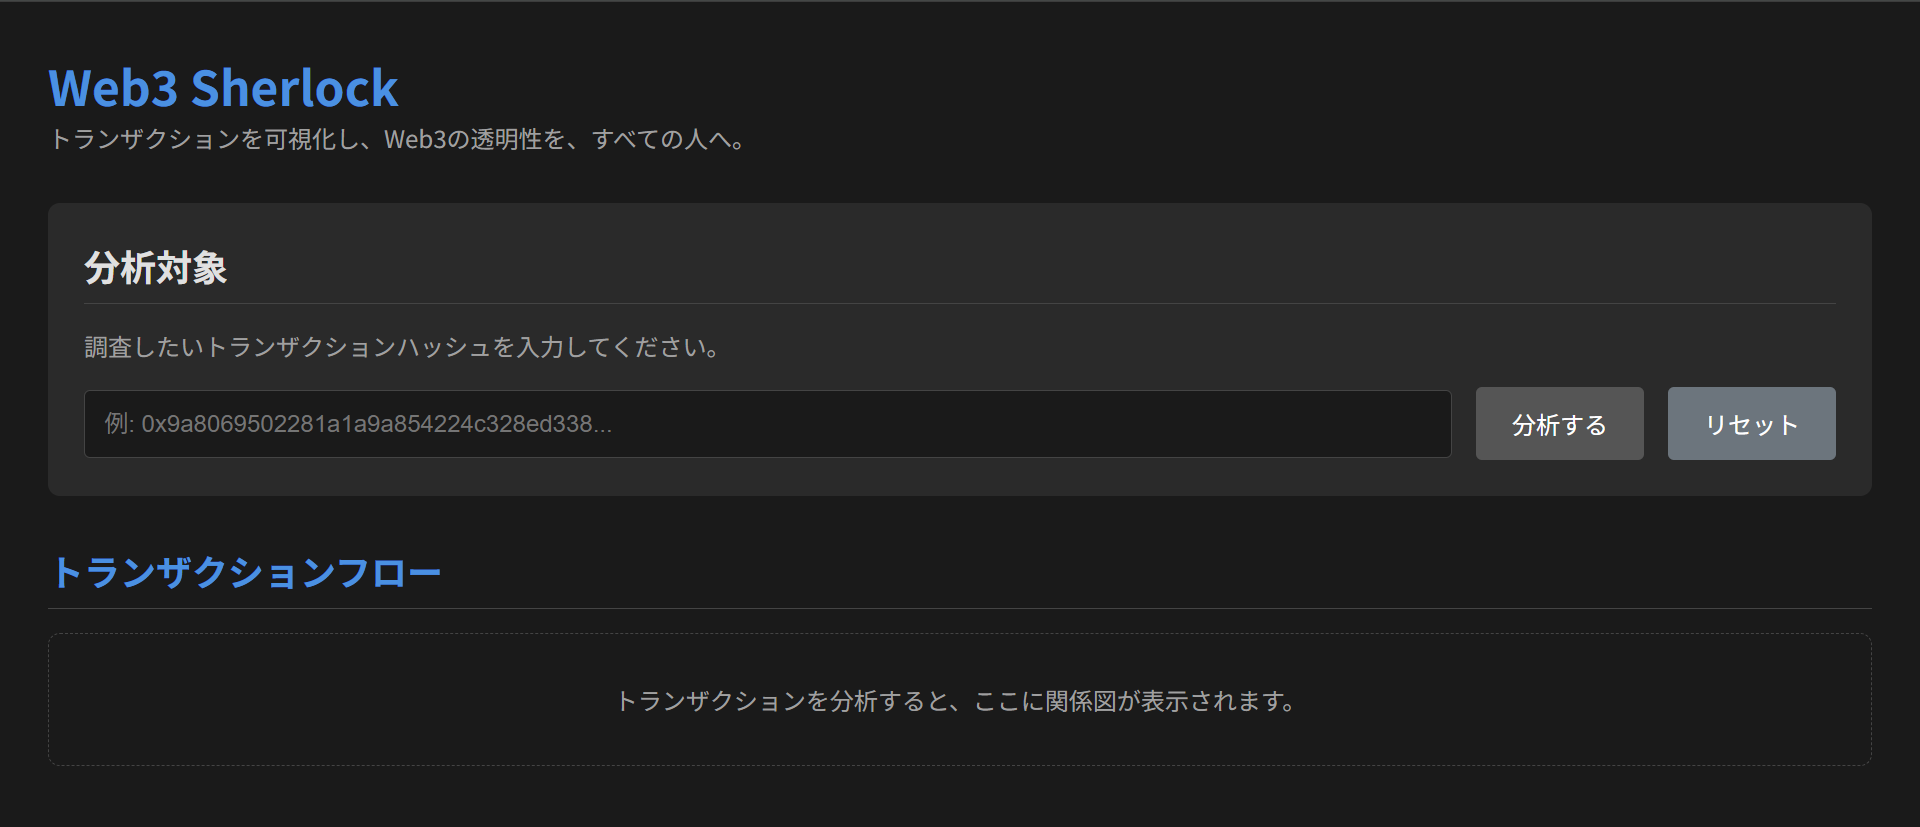 Web3 Sherlock
トランザクションを可視化し、Web3の透明性を、すべての人へ。
分析対象
調査したいトランザクションハッシュを入力してください。
例: 0x9a8069502281a1a9a854224c328ed338...
分析する
リセット
トランザクションフロー
トランザクションを分析すると、ここに関係図が表示されます。